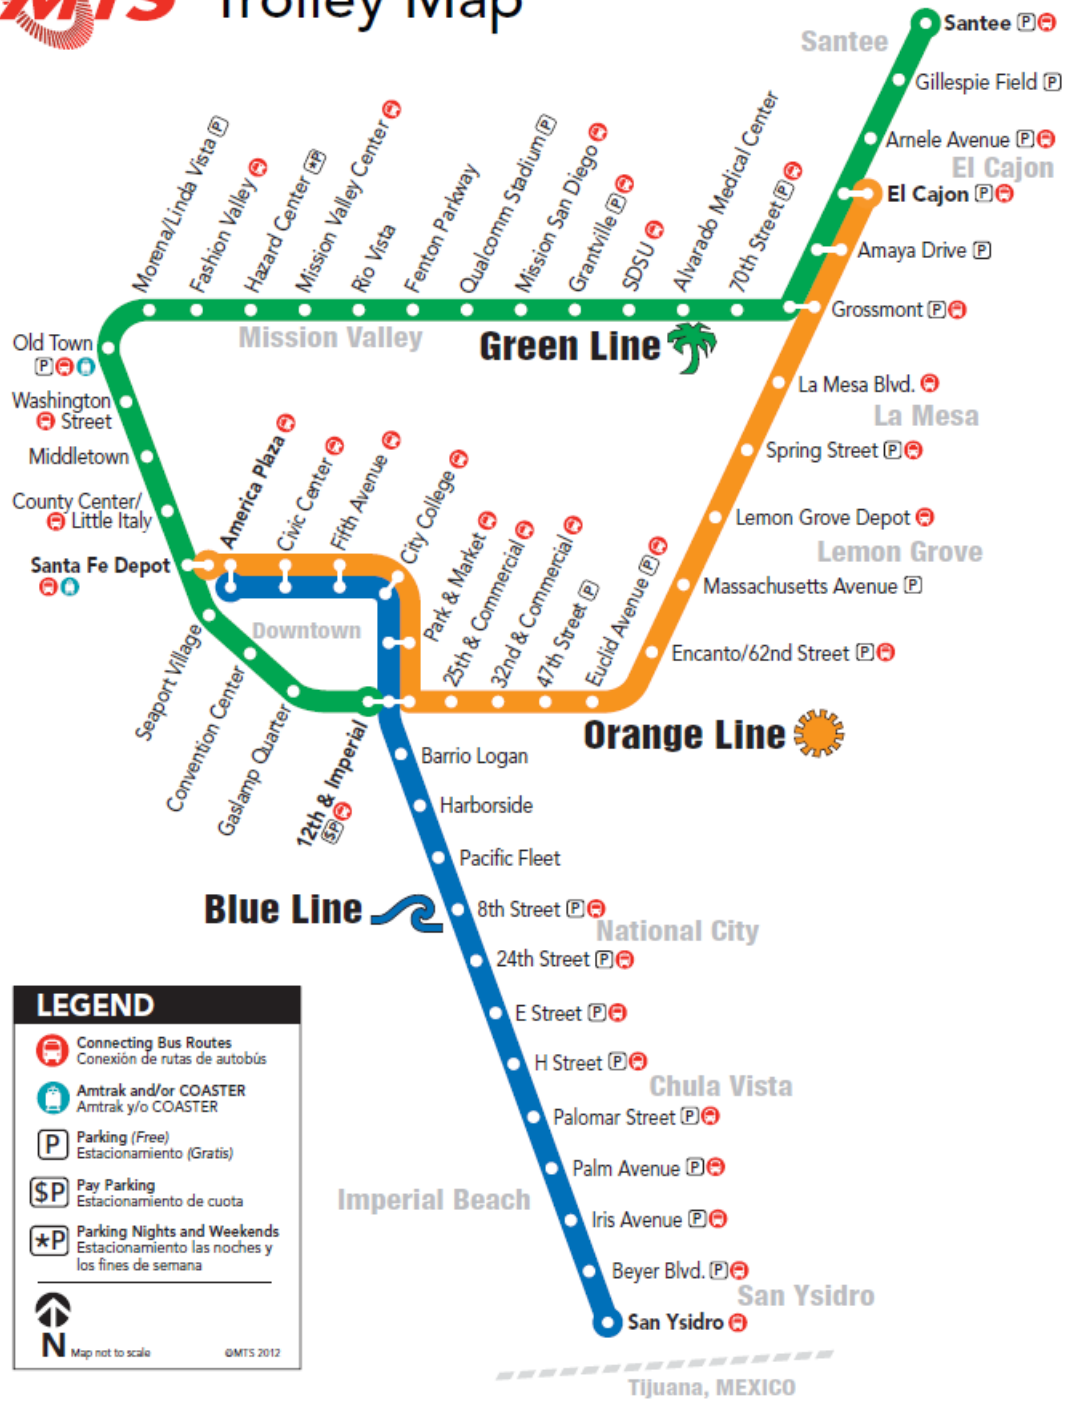 MTS Trolley Map
Santee
Santee P
Gillespie Field P
Arnele Avenue P
El Cajon
El Cajon P
Amaya Drive P
Grossmont P
Morena/Linda Vista P
Fashion Valley
Hazard Center *P
Mission Valley Center
Rio Vista
Fenton Parkway
Qualcomm Stadium P
Mission San Diego
Grantville P
SDSU
Alvarado Medical Center
70th Street P
Mission Valley
Green Line
Old Town
P
Washington
Street
Middletown
County Center/
Little Italy
Santa Fe Depot
America Plaza
Civic Center
Fifth Avenue
City College
Park & Market
25th & Commercial
32nd & Commercial
47th Street P
Euclid Avenue P
La Mesa Blvd.
La Mesa
Spring Street P
Lemon Grove Depot
Lemon Grove
Massachusetts Avenue P
Encanto/62nd Street P
Downtown
Orange Line
Seaport Village
Convention Center
Gaslamp Quarter
12th & Imperial
$P
Barrio Logan
Harborside
Pacific Fleet
Blue Line
8th Street P
National City
24th Street P
E Street P
H Street P
Chula Vista
Palomar Street P
Palm Avenue P
Imperial Beach
Iris Avenue P
Beyer Blvd. P
San Ysidro
San Ysidro
Tijuana, MEXICO
LEGEND
Connecting Bus Routes
Conexión de rutas de autobús
Amtrak and/or COASTER
Amtrak y/o COASTER
P Parking (Free)
Estacionamiento (Gratis)
$P Pay Parking
Estacionamiento de cuota
*P Parking Nights and Weekends
Estacionamiento las noches y
los fines de semana
N Map not to scale ©MTS 2012